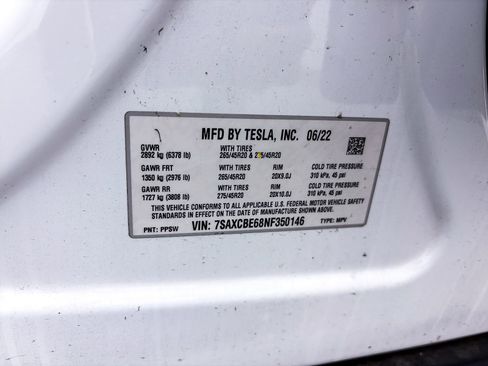 MFD BY TESLA, INC. 06/22
GVWR WITH TIRES
2892 kg (6378 lb) 265/45R20 & 275/45R20
GAWR FRT WITH TIRES RIM COLD TIRE PRESSURE
1350 kg (2976 lb) 265/45R20 20X9.0J 310 kPa, 45 psi
GAWR RR WITH TIRES RIM COLD TIRE PRESSURE
1727 kg (3808 lb) 275/45R20 20X10.0J 310 kPa, 45 psi
THIS VEHICLE CONFORMS TO ALL APPLICABLE U.S. FEDERAL MOTOR VEHICLE SAFETY
STANDARDS IN EFFECT ON THE DATE OF MANUFACTURE SHOWN ABOVE
PNT: PPSW VIN: 7SAXCBE68NF350146 TYPE: MPV